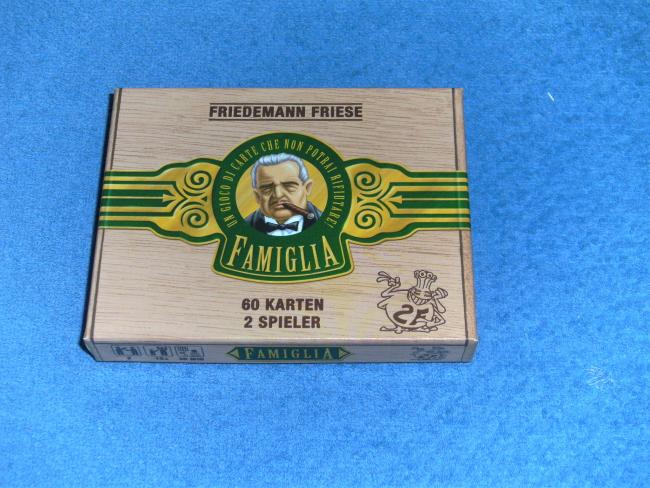 FRIEDEMANN FRIESE
UN GIOCO DI CARTE CHE NON POTRAI RIFIUTARE!
FAMIGLIA
60 KARTEN
2 SPIELER
2F
FAMIGLIA